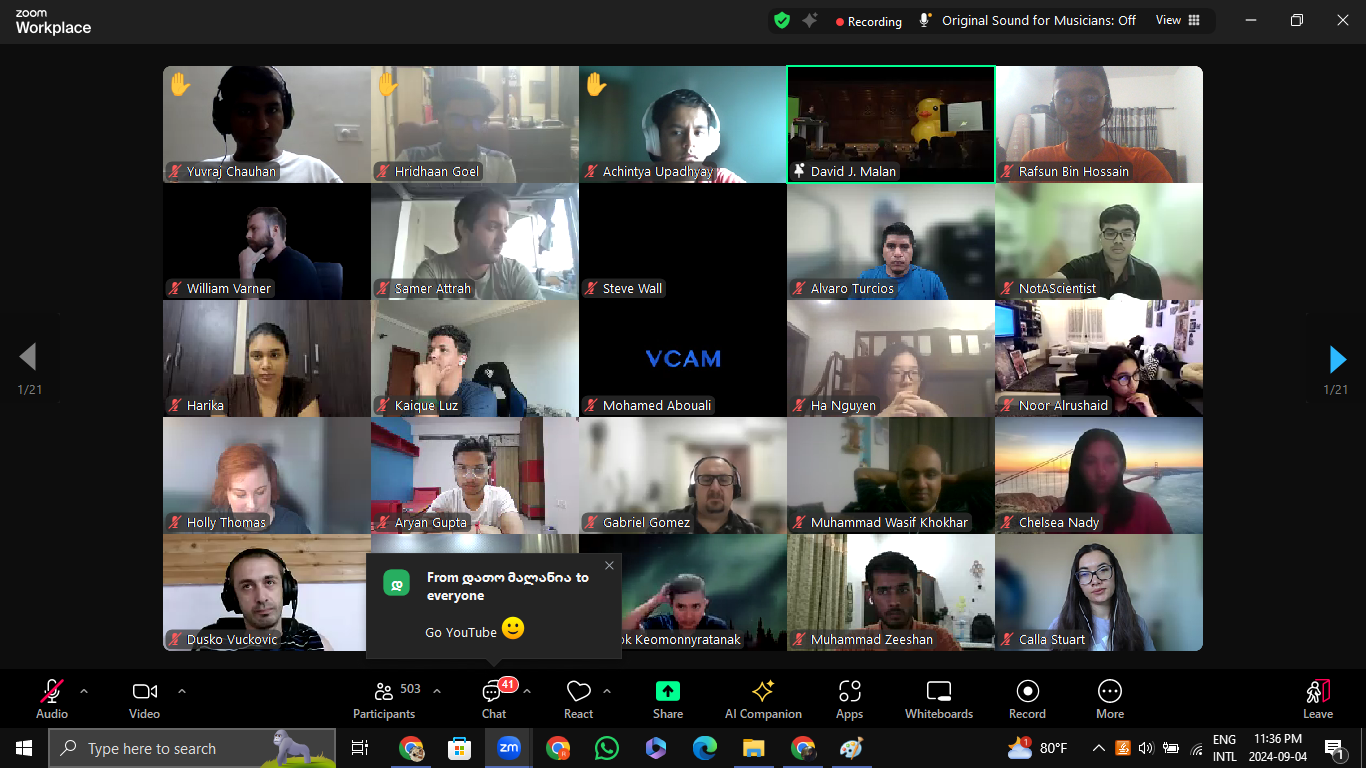 zoom
Workplace
Recording
Original Sound for Musicians: Off
View
Yuvraj Chauhan
Hridhaan Goel
Achintya Upadhyay
David J. Malan
Rafsun Bin Hossain
William Varner
Samer Attrah
Steve Wall
Alvaro Turcios
NotAScientist
1/21
1/21
VCAM
Harika
Kaique Luz
Mohamed Abouali
Ha Nguyen
Noor Alrushaid
Holly Thomas
Aryan Gupta
Gabriel Gomez
Muhammad Wasif Khokhar
Chelsea Nady
Dusko Vuckovic
დ
From დათო მალანია to
everyone
Go YouTube
ok Keomonnyratanak
Muhammad Zeeshan
Calla Stuart
Audio
Video
503
Participants
41
Chat
React
Share
AI Companion
Apps
Whiteboards
Record
More
Leave
Type here to search
zm
1
80°F
ENG
INTL
11:36 PM
2024-09-04
1